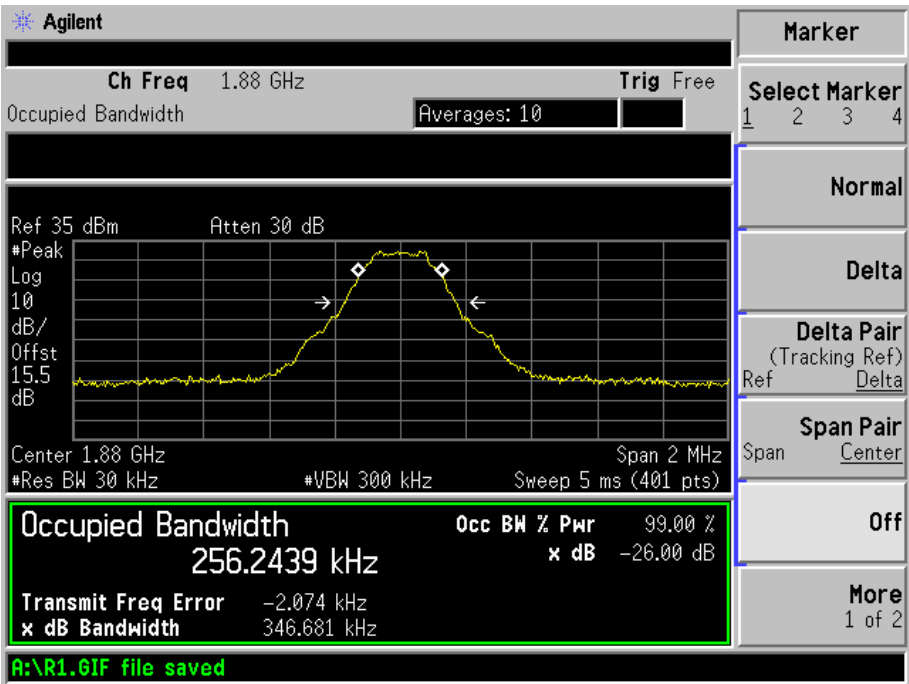 Agilent
Ch Freq 1.88 GHz Trig Free
Occupied Bandwidth Averages: 10
Ref 35 dBm Atten 30 dB
#Peak
Log
10
dB/
Offst
15.5
dB
Center 1.88 GHz Span 2 MHz
#Res BW 30 kHz #VBW 300 kHz Sweep 5 ms (401 pts)
Occupied Bandwidth Occ BW % Pwr 99.00 %
256.2439 kHz x dB -26.00 dB
Transmit Freq Error -2.074 kHz
x dB Bandwidth 346.681 kHz
A:\R1.GIF file saved
Marker
Select Marker
1 2 3 4
Normal
Delta
Delta Pair
(Tracking Ref)
Ref Delta
Span Pair
Span Center
Off
More
1 of 2